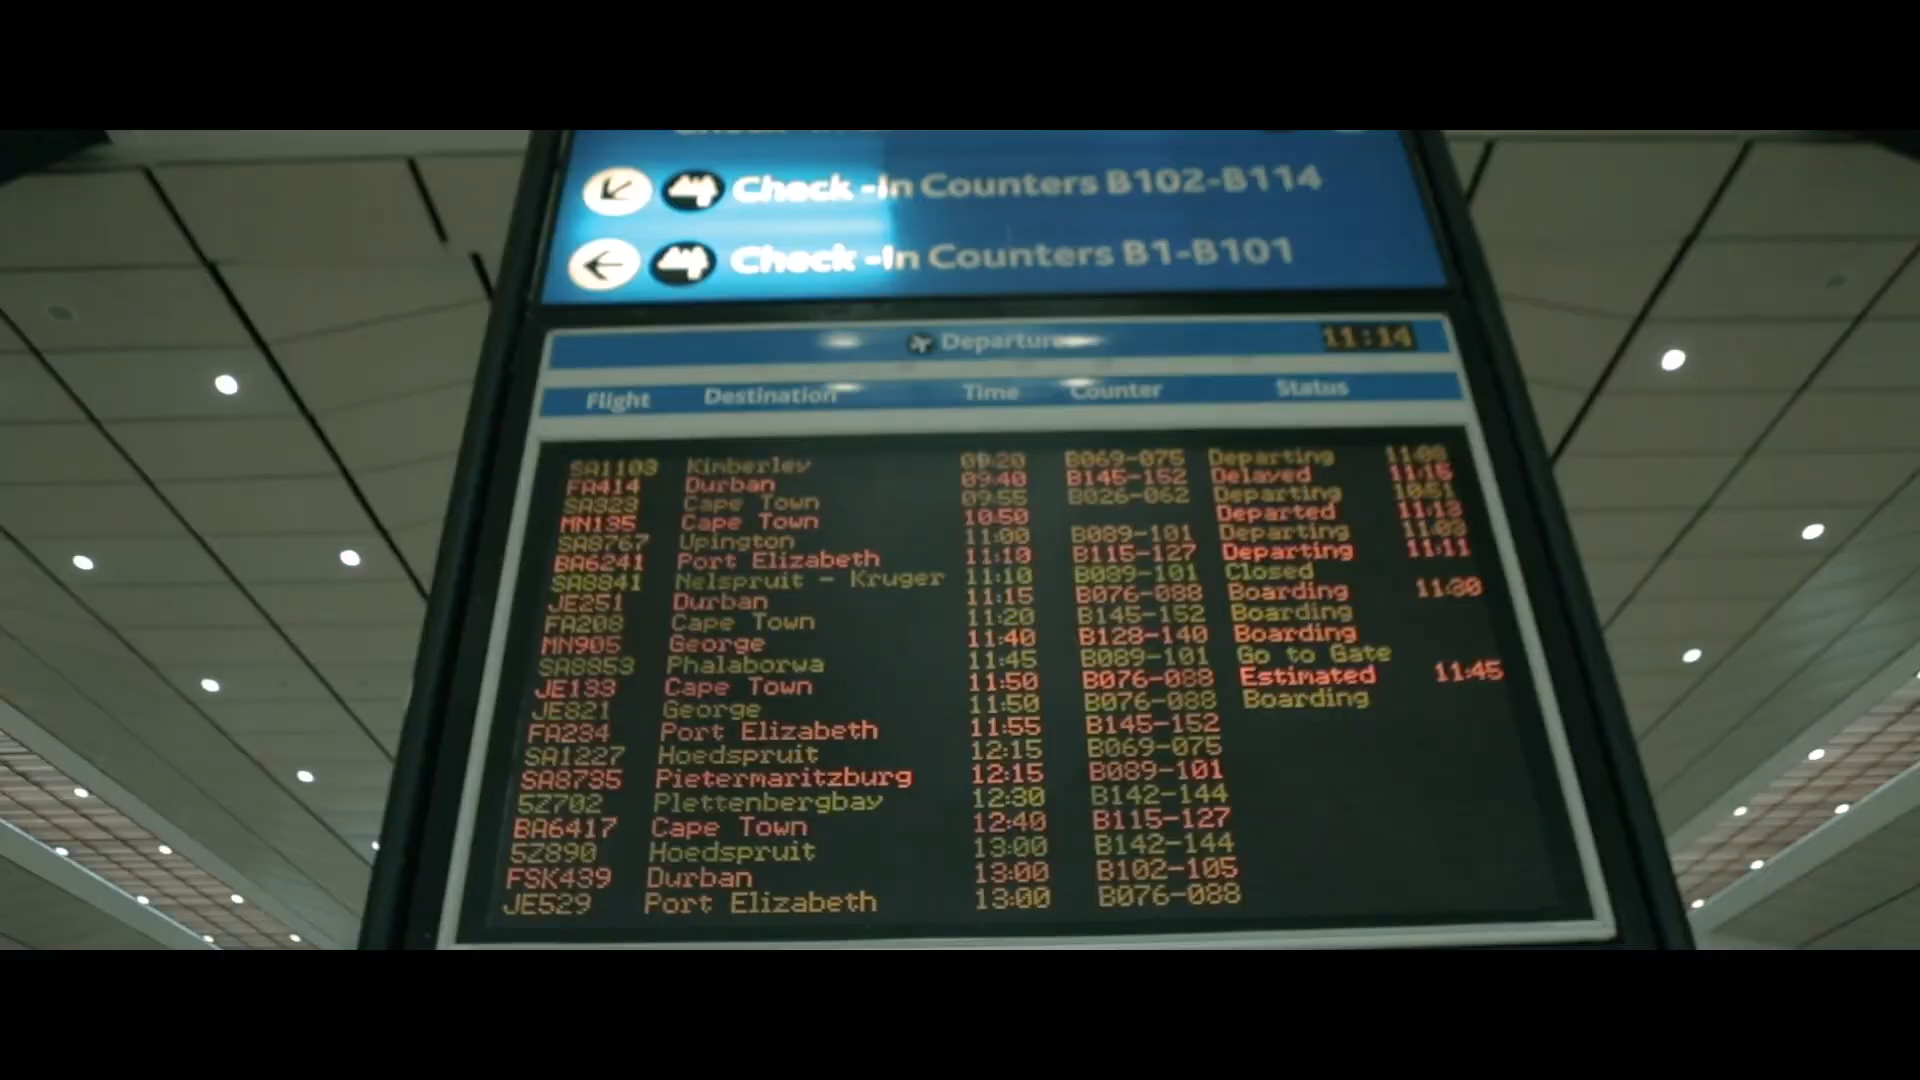 Check -In Counters B102-B114
Check -In Counters B1-B101
Departure 11:14
Flight Destination Time Counter Status
SA1103 Kimberley 09:20 B069-075 Departing 11:08
FA414 Durban 09:40 B145-152 Delayed 11:15
SA323 Cape Town 09:55 B026-062 Departing 10:51
MN135 Cape Town 10:50 Departed 11:13
SA8767 Upington 11:00 B089-101 Departing 11:03
BA6241 Port Elizabeth 11:10 B115-127 Departing 11:11
SA8841 Nelspruit - Kruger 11:10 B089-101 Closed
JE251 Durban 11:15 B076-088 Boarding 11:30
FA208 Cape Town 11:20 B145-152 Boarding
MN905 George 11:40 B128-140 Boarding
SA8853 Phalaborwa 11:45 B089-101 Go to Gate
JE133 Cape Town 11:50 B076-088 Estimated 11:45
JE821 George 11:50 B076-088 Boarding
FA234 Port Elizabeth 11:55 B145-152
SA1227 Hoedspruit 12:15 B069-075
SA8735 Pietermaritzburg 12:15 B089-101
5Z702 Plettenbergbay 12:30 B142-144
BA6417 Cape Town 12:40 B115-127
5Z890 Hoedspruit 13:00 B142-144
FSK439 Durban 13:00 B102-105
JE529 Port Elizabeth 13:00 B076-088